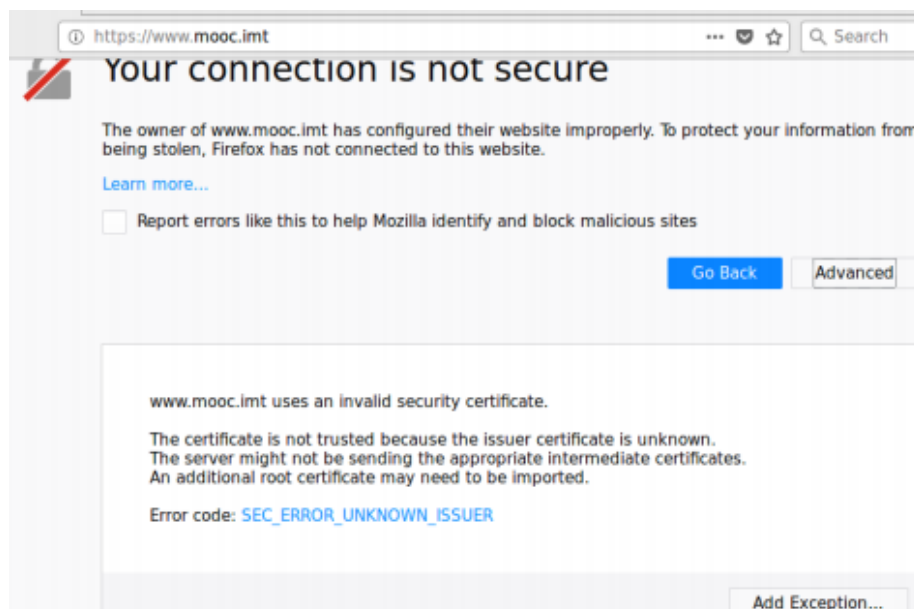 https://www.mooc.imt
Search
Your connection is not secure
The owner of www.mooc.imt has configured their website improperly. To protect your information from
being stolen, Firefox has not connected to this website.
Learn more...
Report errors like this to help Mozilla identify and block malicious sites
Go Back
Advanced
www.mooc.imt uses an invalid security certificate.
The certificate is not trusted because the issuer certificate is unknown.
The server might not be sending the appropriate intermediate certificates.
An additional root certificate may need to be imported.
Error code: SEC_ERROR_UNKNOWN_ISSUER
Add Exception...